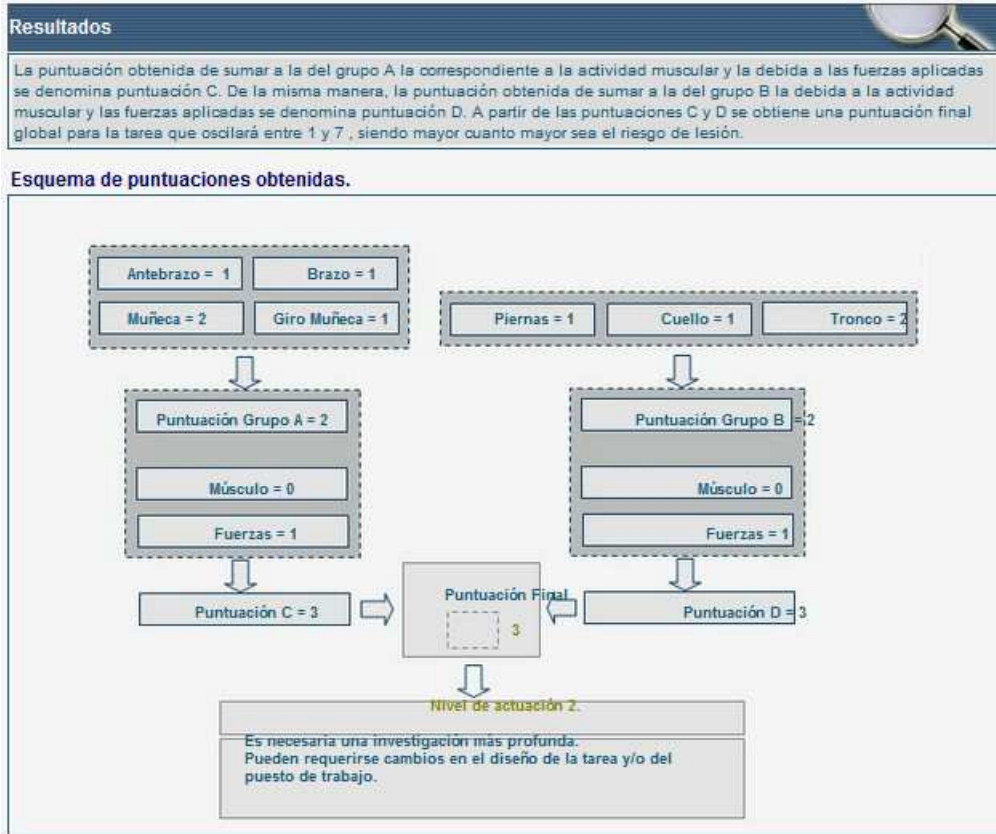 Resultados
La puntuación obtenida de sumar a la del grupo A la correspondiente a la actividad muscular y la debida a las fuerzas aplicadas
se denomina puntuación C. De la misma manera, la puntuación obtenida de sumar a la del grupo B la debida a la actividad
muscular y las fuerzas aplicadas se denomina puntuación D. A partir de las puntuaciones C y D se obtiene una puntuación final
global para la tarea que oscilará entre 1 y 7 , siendo mayor cuanto mayor sea el riesgo de lesión.
Esquema de puntuaciones obtenidas.
Antebrazo = 1
Brazo = 1
Muñeca = 2
Giro Muñeca = 1
Piernas = 1
Cuello = 1
Tronco = 2
Puntuación Grupo A = 2
Músculo = 0
Fuerzas = 1
Puntuación Grupo B = 2
Músculo = 0
Fuerzas = 1
Puntuación C = 3
Puntuación Final
3
Puntuación D = 3
Nivel de actuación 2.
Es necesaria una investigación más profunda.
Pueden requerirse cambios en el diseño de la tarea y/o del
puesto de trabajo.